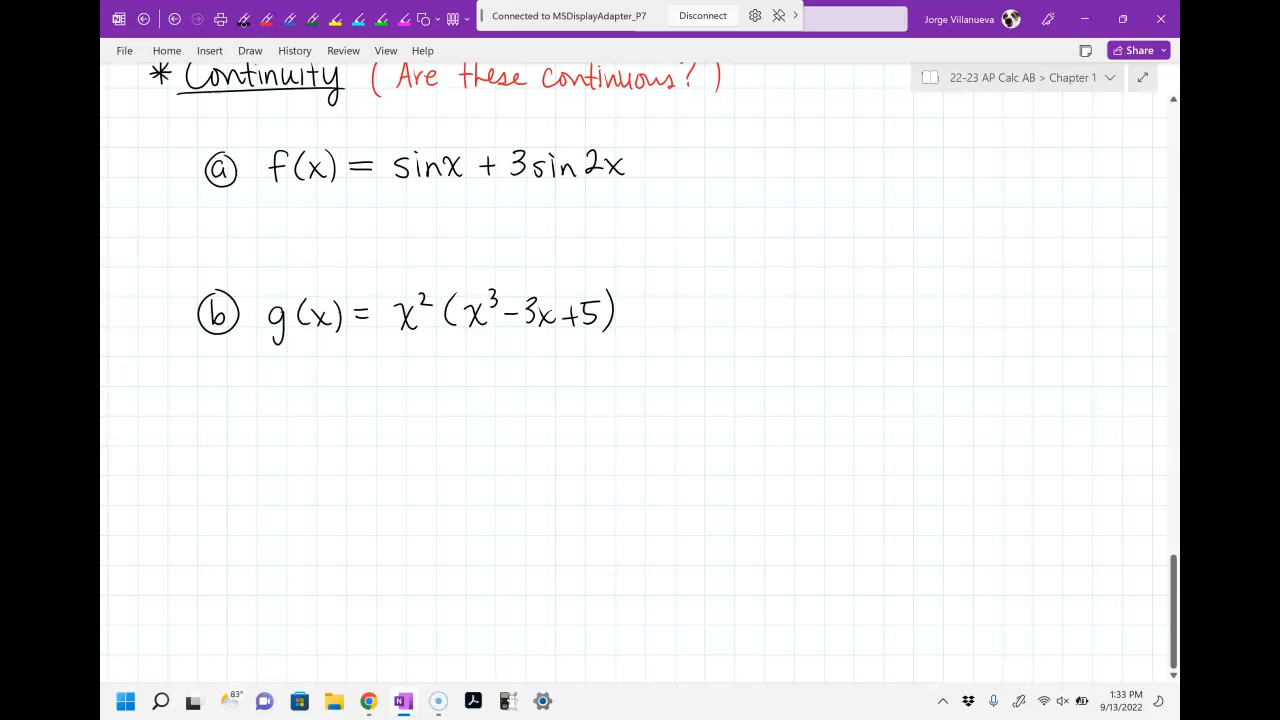 Connected to MSDisplayAdapter_P7 Disconnect
Jorge Villanueva
File Home Insert Draw History Review View Help Share
* Continuity (Are these continuous?)
22-23 AP Calc AB > Chapter 1
ⓐ f(x) = sinx + 3sin2x
ⓑ g(x) = x² (x³ -3x +5)
83°
1:33 PM
9/13/2022